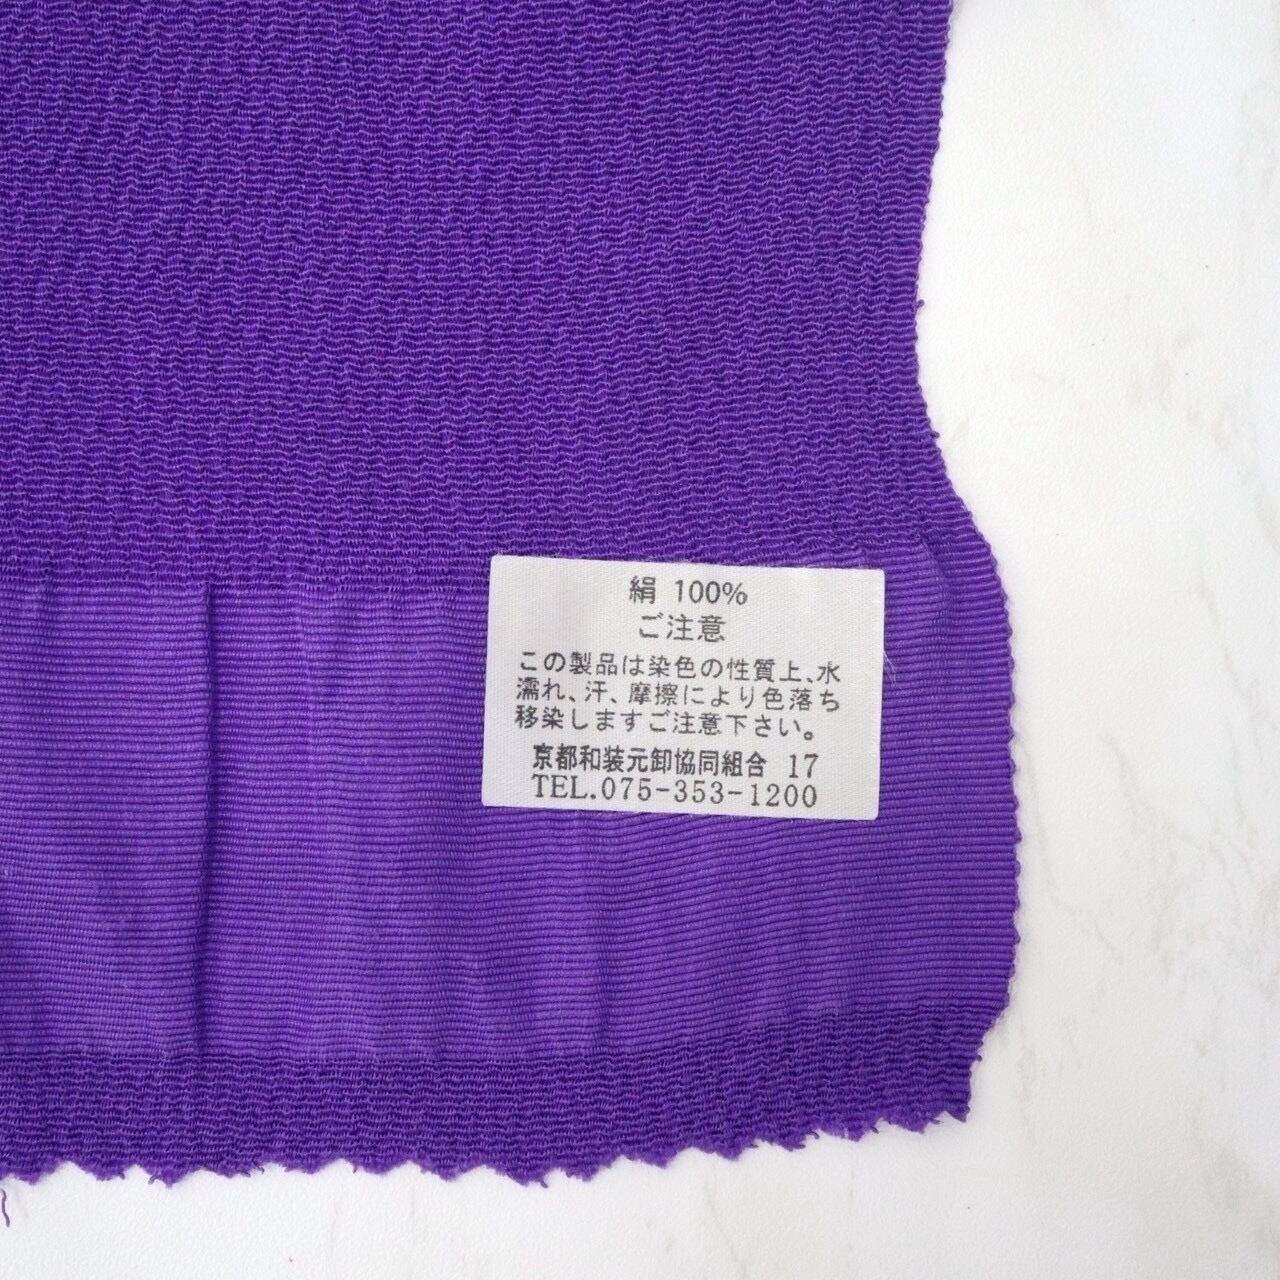 絹 100%
ご注意
この製品は染色の性質上、水
濡れ、汗、摩擦により色落ち
移染しますご注意下さい。
京都和装元卸協同組合 17
TEL.075-353-1200